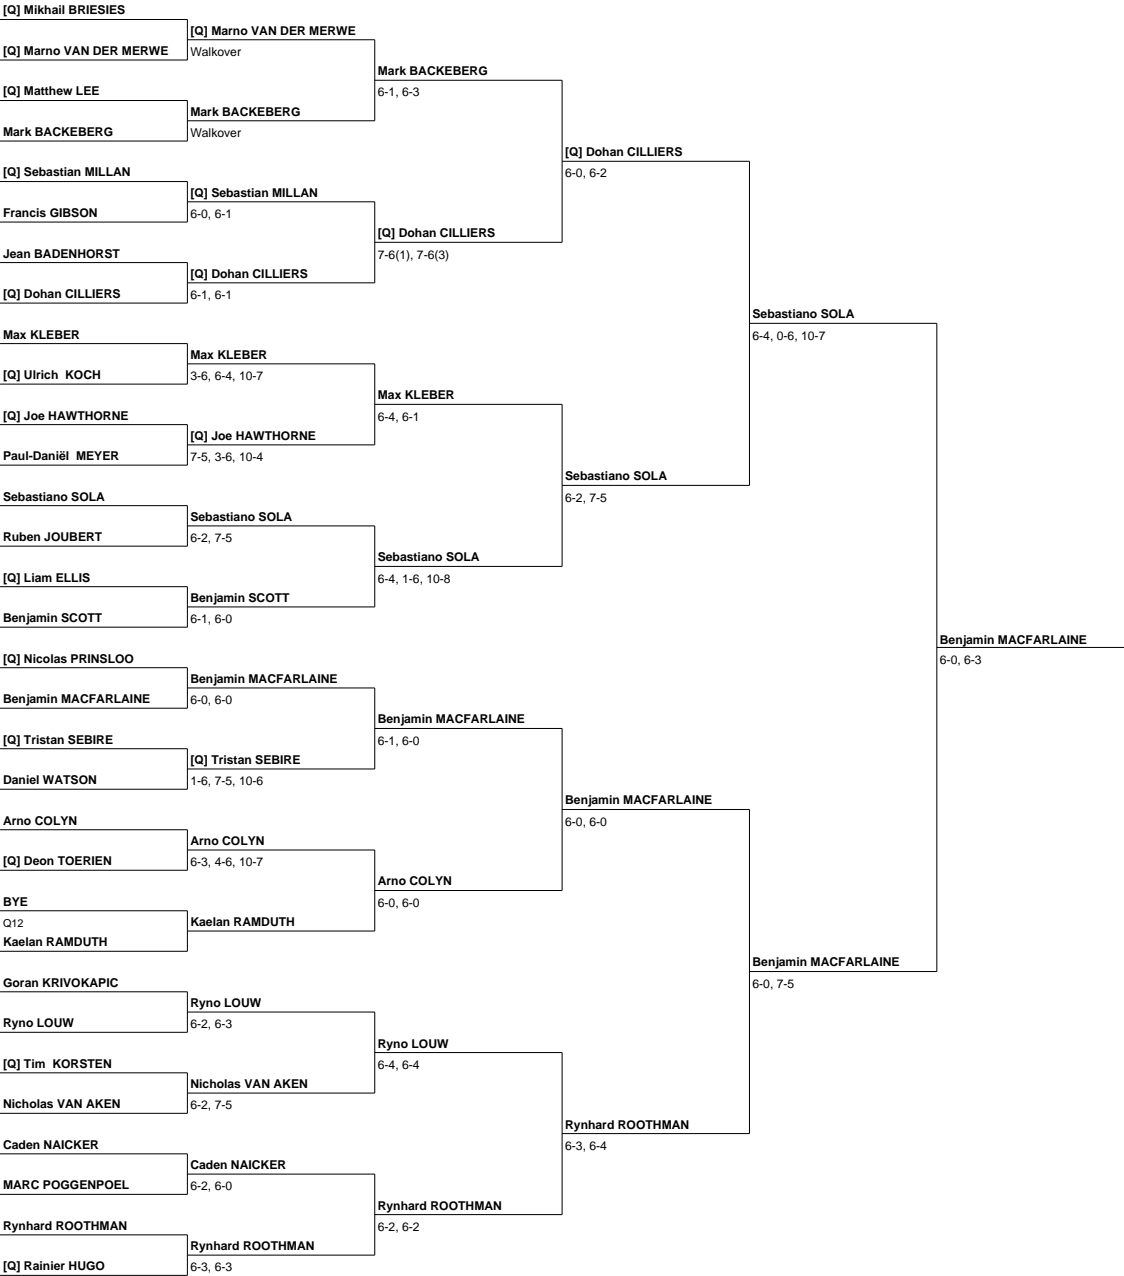 [Q] Mikhail BRIESIES
[Q] Marno VAN DER MERWE
[Q] Marno VAN DER MERWE
Walkover
Mark BACKEBERG
6-1, 6-3
[Q] Matthew LEE
Mark BACKEBERG
Mark BACKEBERG
Walkover
[Q] Dohan CILLIERS
6-0, 6-2
[Q] Sebastian MILLAN
[Q] Sebastian MILLAN
Francis GIBSON
6-0, 6-1
[Q] Dohan CILLIERS
7-6(1), 7-6(3)
Jean BADENHORST
[Q] Dohan CILLIERS
[Q] Dohan CILLIERS
6-1, 6-1
Sebastiano SOLA
6-4, 0-6, 10-7
Max KLEBER
Max KLEBER
[Q] Ulrich  KOCH
3-6, 6-4, 10-7
Max KLEBER
6-4, 6-1
[Q] Joe HAWTHORNE
[Q] Joe HAWTHORNE
Paul-Daniël  MEYER
7-5, 3-6, 10-4
Sebastiano SOLA
6-2, 7-5
Sebastiano SOLA
Sebastiano SOLA
Ruben JOUBERT
6-2, 7-5
Sebastiano SOLA
6-4, 1-6, 10-8
[Q] Liam ELLIS
Benjamin SCOTT
Benjamin SCOTT
6-1, 6-0
Benjamin MACFARLAINE
6-0, 6-3
[Q] Nicolas PRINSLOO
Benjamin MACFARLAINE
Benjamin MACFARLAINE
6-0, 6-0
Benjamin MACFARLAINE
6-1, 6-0
[Q] Tristan SEBIRE
[Q] Tristan SEBIRE
Daniel WATSON
1-6, 7-5, 10-6
Benjamin MACFARLAINE
6-0, 6-0
Arno COLYN
Arno COLYN
[Q] Deon TOERIEN
6-3, 4-6, 10-7
Arno COLYN
6-0, 6-0
BYE
Q12
Kaelan RAMDUTH
Kaelan RAMDUTH
Benjamin MACFARLAINE
6-0, 7-5
Goran KRIVOKAPIC
Ryno LOUW
Ryno LOUW
6-2, 6-3
Ryno LOUW
6-4, 6-4
[Q] Tim  KORSTEN
Nicholas VAN AKEN
Nicholas VAN AKEN
6-2, 7-5
Rynhard ROOTHMAN
6-3, 6-4
Caden NAICKER
Caden NAICKER
MARC POGGENPOEL
6-2, 6-0
Rynhard ROOTHMAN
6-2, 6-2
Rynhard ROOTHMAN
Rynhard ROOTHMAN
[Q] Rainier HUGO
6-3, 6-3